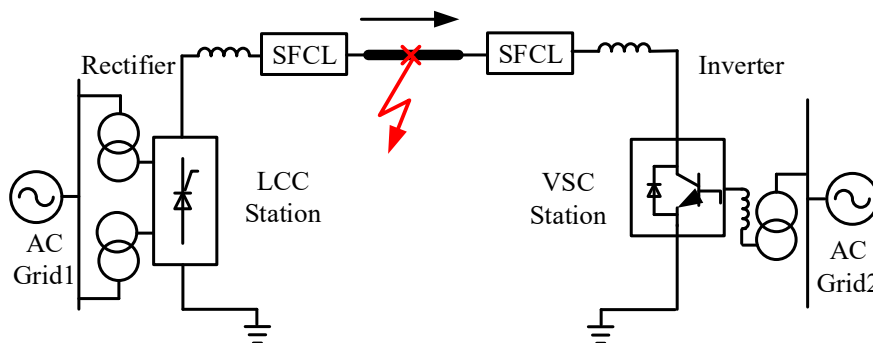 SFCL
SFCL
Rectifier
Inverter
LCC
Station
VSC
Station
AC
Grid1
AC
Grid2